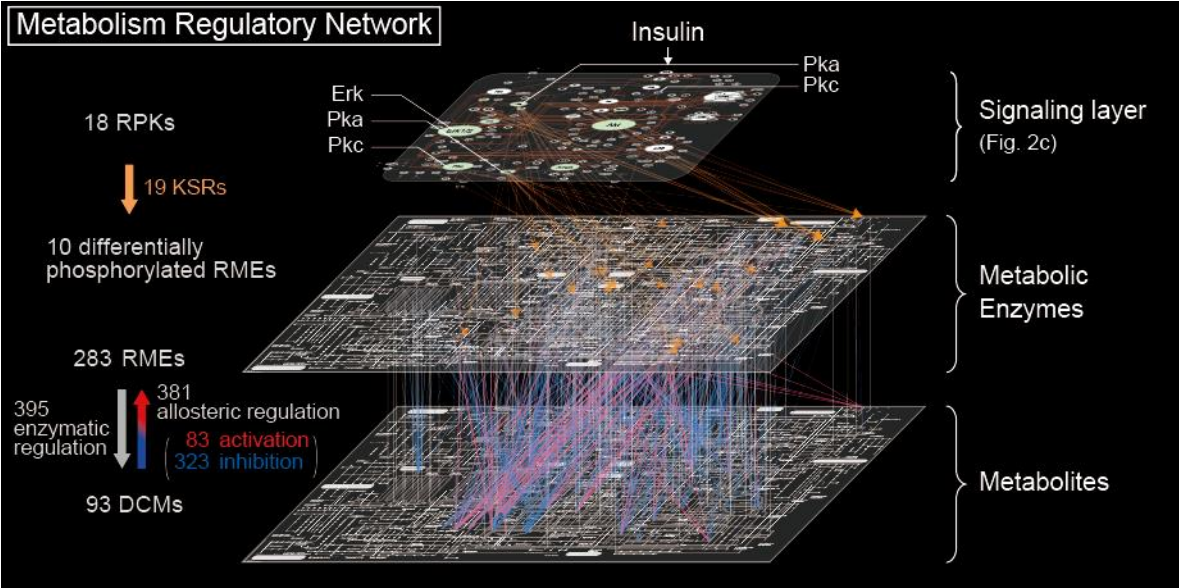 Metabolism Regulatory Network
Insulin
Pka
Pkc
Erk
Pka
Pkc
18 RPKs
19 KSRs
10 differentially
phosphorylated RMEs
283 RMEs
395
enzymatic
regulation
381
allosteric regulation
83 activation
323 inhibition
93 DCMs
Signaling layer
(Fig. 2c)
Metabolic
Enzymes
Metabolites